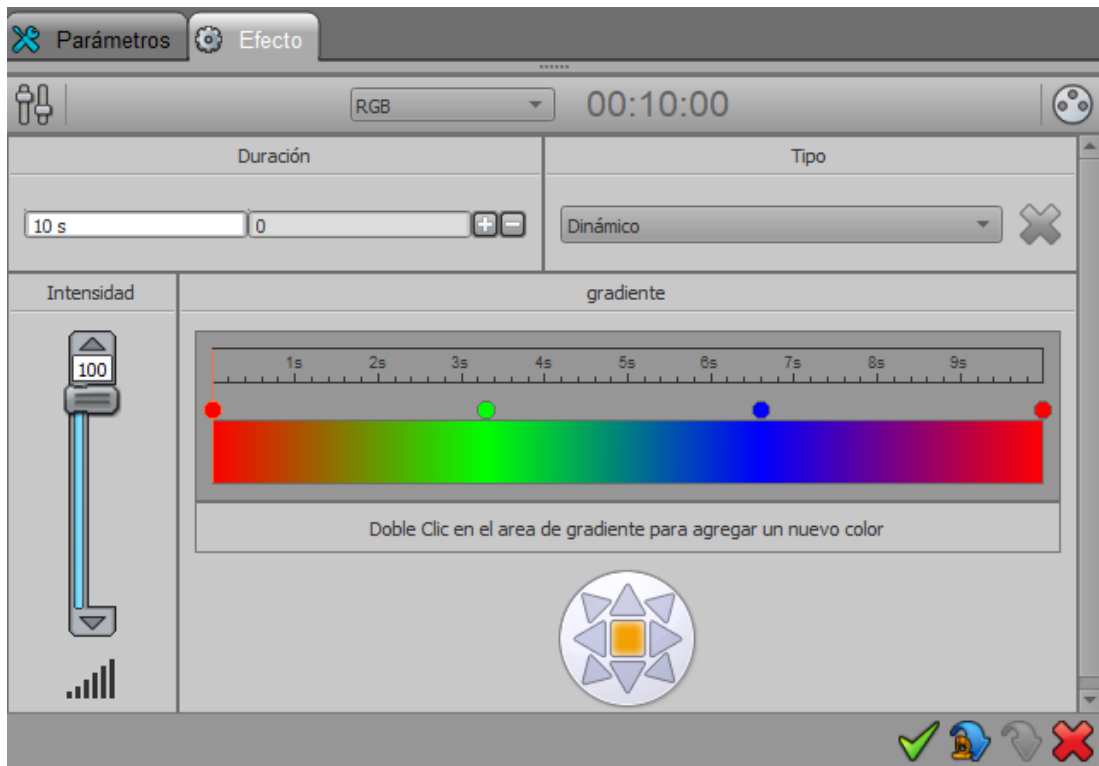 Parámetros Efecto
RGB 00:10:00
Duración Tipo
10 s 0 Dinámico
Intensidad gradiente
100
1s 2s 3s 4s 5s 6s 7s 8s 9s
Doble Clic en el area de gradiente para agregar un nuevo color